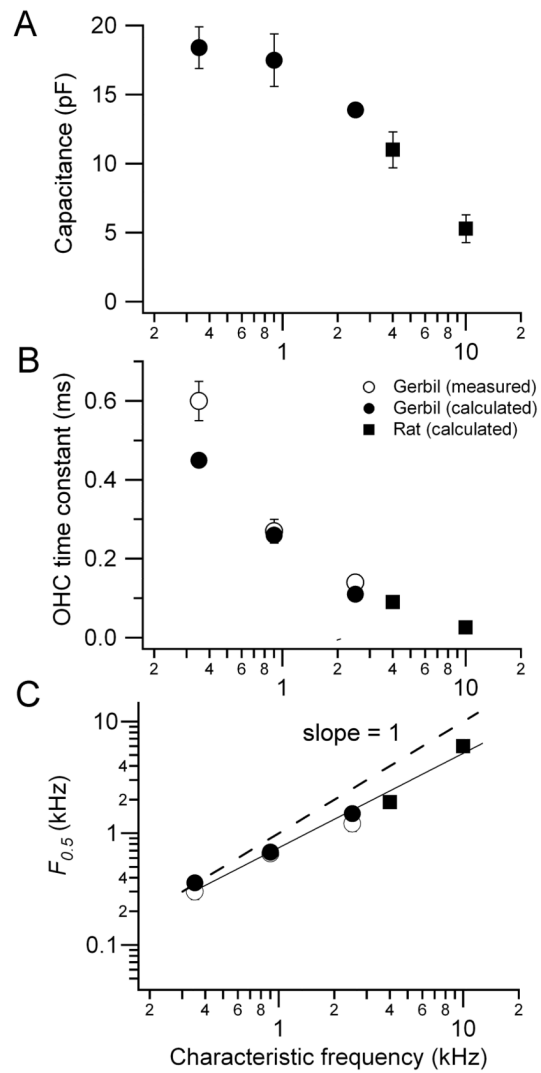 A
Capacitance (pF)
20
15
10
5
0
2 4 6 8 1 2 4 6 8 10 2
B
OHC time constant (ms)
0.6
0.4
0.2
0.0
Gerbil (measured)
Gerbil (calculated)
Rat (calculated)
2 4 6 8 1 2 4 6 8 10 2
C
F0.5 (kHz)
slope = 1
10
4
2
1
4
2
0.1
2 4 6 8 1 2 4 6 8 10 2
Characteristic frequency (kHz)